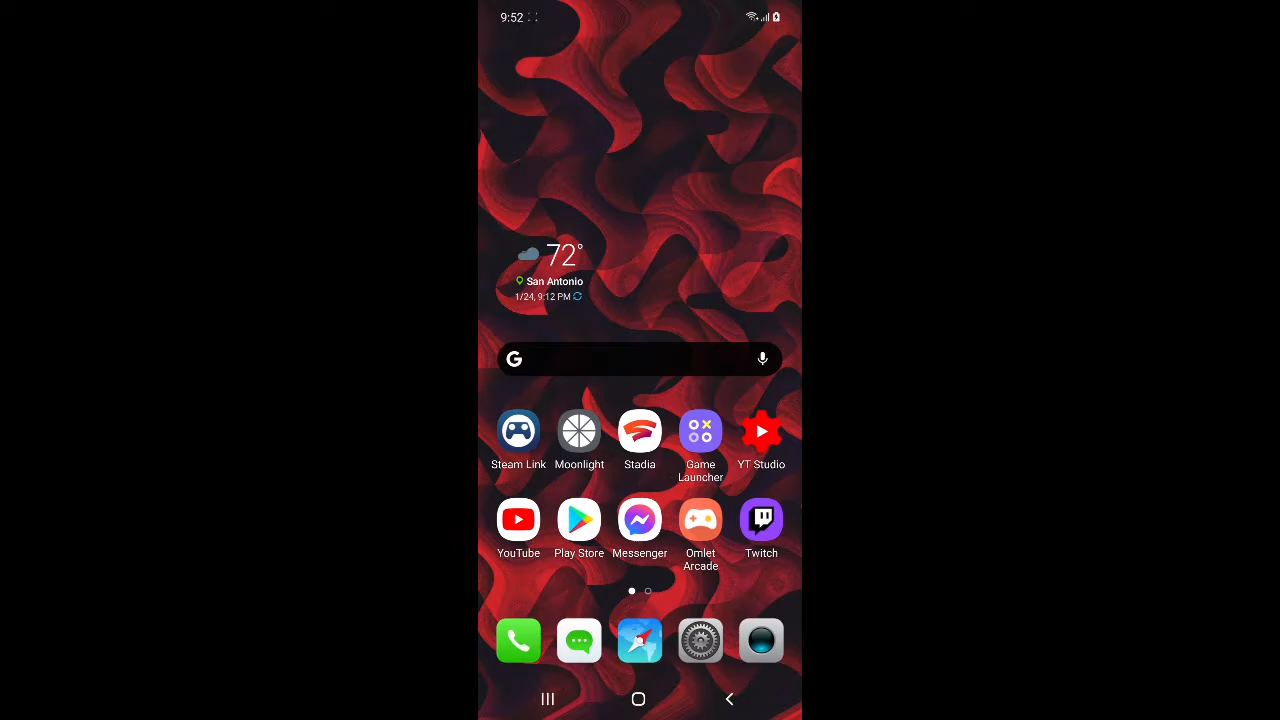 9:52
72°
San Antonio
1/24, 9:12 PM
G
Steam Link
Moonlight
Stadia
Game
Launcher
YT Studio
YouTube
Play Store
Messenger
Omlet
Arcade
Twitch